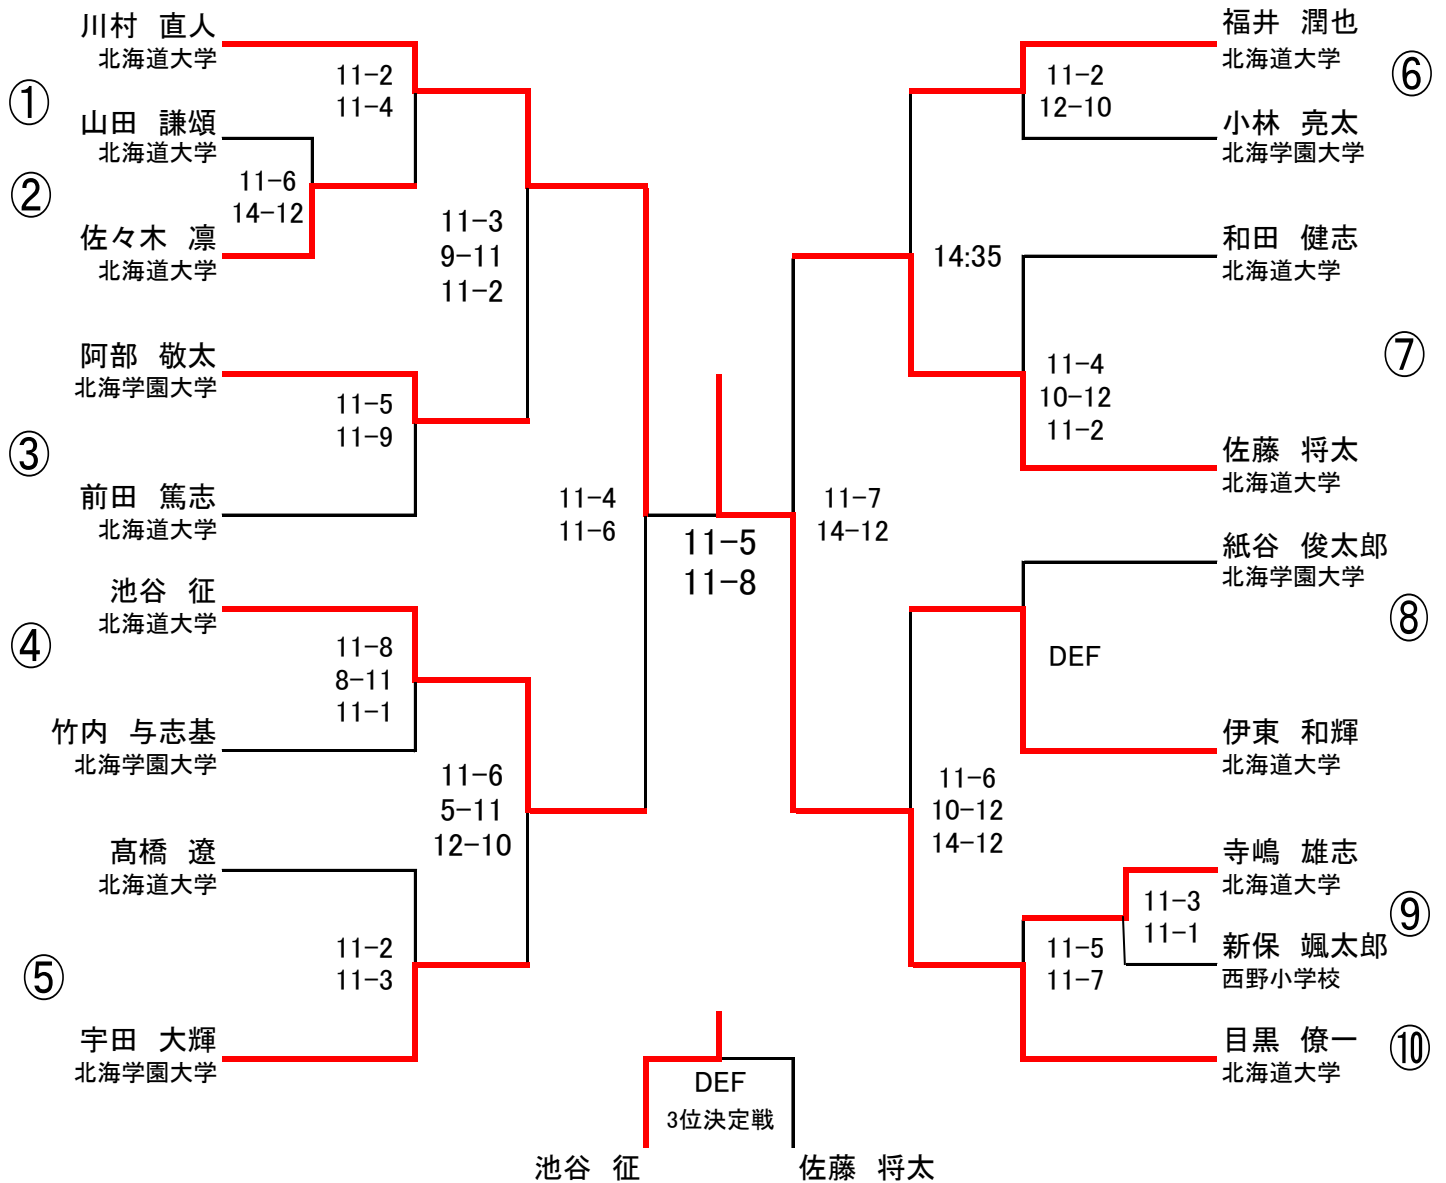 川村 直人
北海道大学
①
11-2
11-4
山田 謙頌
北海道大学
②
11-6
14-12
佐々木 凛
北海道大学
11-3
9-11
11-2
阿部 敬太
北海学園大学
11-5
11-9
③
前田 篤志
北海道大学
11-4
11-6
池谷 征
北海道大学
④
11-8
8-11
11-1
竹内 与志基
北海学園大学
11-6
5-11
12-10
髙橋 遼
北海道大学
11-2
11-3
⑤
宇田 大輝
北海学園大学
11-5
11-8
福井 潤也
北海道大学
⑥
11-2
12-10
小林 亮太
北海学園大学
14:35
和田 健志
北海道大学
⑦
11-4
10-12
11-2
佐藤 将太
北海道大学
11-7
14-12
紙谷 俊太郎
北海学園大学
⑧
DEF
伊東 和輝
北海道大学
11-6
10-12
14-12
寺嶋 雄志
北海道大学
⑨
11-3
11-1
新保 颯太郎
西野小学校
11-5
11-7
目黒 僚一
北海道大学
⑩
DEF
3位決定戦
池谷 征
佐藤 将太